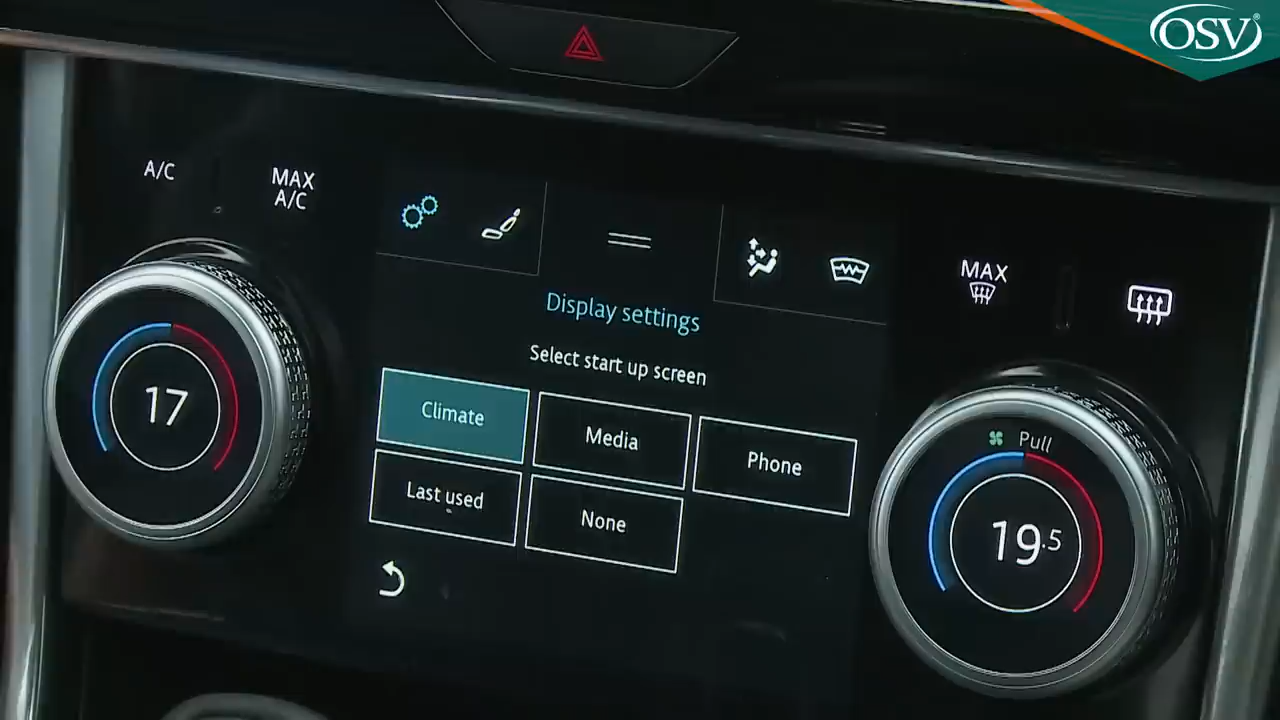 OSV
A/C
MAX
A/C
Display settings
Select start up screen
Climate
Media
Phone
Last used
None
17
MAX
Pull
19.5